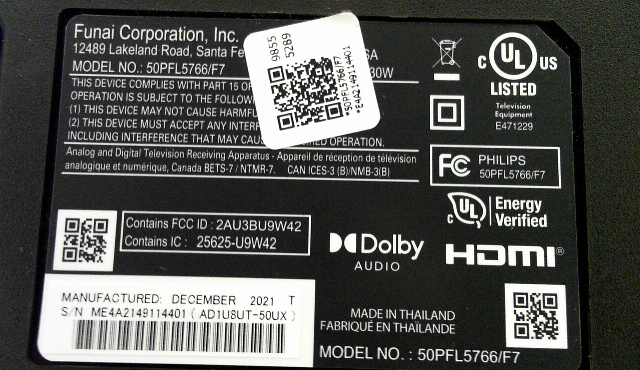 Funai Corporation, Inc.
12489 Lakeland Road, Santa Fe
MODEL NO.: 50PFL5766/F7
30W
THIS DEVICE COMPLIES WITH PART 15 OF
OPERATION IS SUBJECT TO THE FOLLOW
(1) THIS DEVICE MAY NOT CAUSE HARMFU
(2) THIS DEVICE MUST ACCEPT ANY INTERF
INCLUDING INTERFERENCE THAT MAY CAUS OPERATION.
Analog and Digital Television Receiving Apparatus - Appareil de réception de télévision
analogique et numérique, Canada BETS-7 / NTMR-7. CAN ICES-3 (B)/NMB-3(B)
9855
5289
*50PFL5766/F7
*E4A2149114401
C UL US
LISTED
Television
Equipment
E471229
FC PHILIPS
50PFL5766/F7
C UL Energy
Verified
Contains FCC ID : 2AU3BU9W42
Contains IC : 25625-U9W42
Dolby
AUDIO
HDMI®
MANUFACTURED: DECEMBER 2021 T
S/N ME4A2149114401 (AD1U8UT-50UX)
MADE IN THAILAND
FABRIQUÉ EN THAÏLANDE
MODEL NO. : 50PFL5766/F7